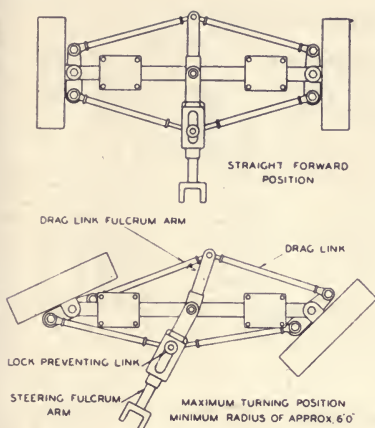 STRAIGHT FORWARD
POSITION
DRAG LINK FULCRUM ARM
DRAG LINK
LOCK PREVENTING LINK
STEERING FULCRUM
ARM
MAXIMUM TURNING POSITION
MINIMUM RADIUS OF APPROX. 6'0"